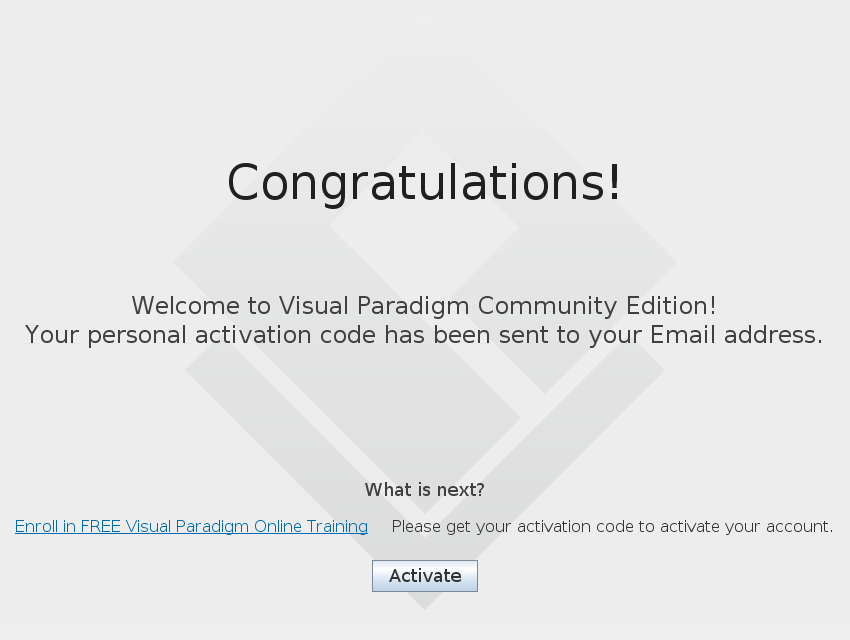 Congratulations!
Welcome to Visual Paradigm Community Edition!
Your personal activation code has been sent to your Email address.
What is next?
Enroll in FREE Visual Paradigm Online Training Please get your activation code to activate your account.
Activate